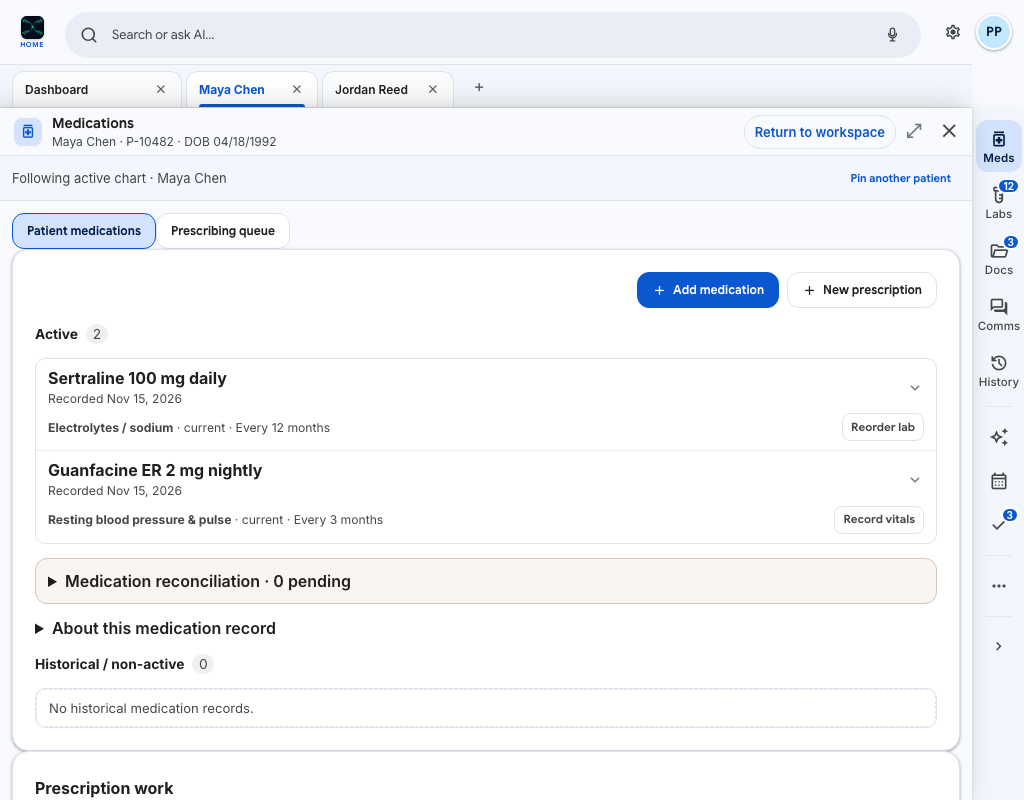 HOME
Search or ask AI...
PP
Dashboard
Maya Chen
Jordan Reed
Medications
Maya Chen · P-10482 · DOB 04/18/1992
Return to workspace
Following active chart · Maya Chen
Pin another patient
Patient medications
Prescribing queue
+ Add medication
+ New prescription
Active 2
Sertraline 100 mg daily
Recorded Nov 15, 2026
Electrolytes / sodium · current · Every 12 months
Reorder lab
Guanfacine ER 2 mg nightly
Recorded Nov 15, 2026
Resting blood pressure & pulse · current · Every 3 months
Record vitals
Medication reconciliation · 0 pending
About this medication record
Historical / non-active 0
No historical medication records.
Prescription work
Meds
12
Labs
3
Docs
Comms
History
3